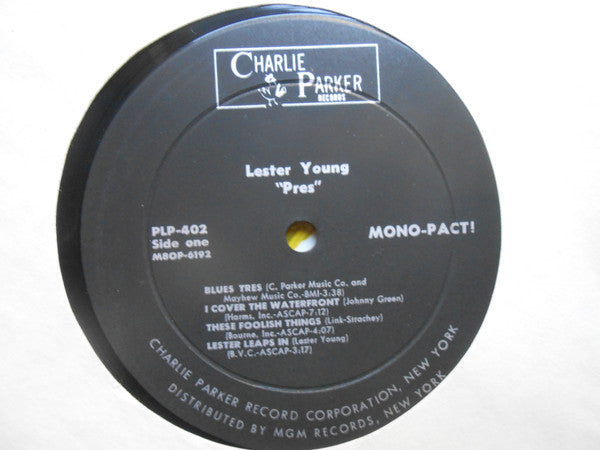 CHARLIE
PARKER
RECORDS
Lester Young
"Pres"
PLP-402
Side one
M8OP-6192
MONO-PACT!
BLUES TRES (C. Parker Music Co. and
Mayhew Music Co.-BMI-3:38)
I COVER THE WATERFRONT (Johnny Green)
(Harms, Inc.-ASCAP-7:12)
THESE FOOLISH THINGS (Link-Strachey)
(Bourne, Inc.-ASCAP-4:07)
LESTER LEAPS IN (Lester Young)
(B.V.C.-ASCAP-3:17)
CHARLIE PARKER RECORD CORPORATION, NEW YORK
DISTRIBUTED BY MGM RECORDS, NEW YORK